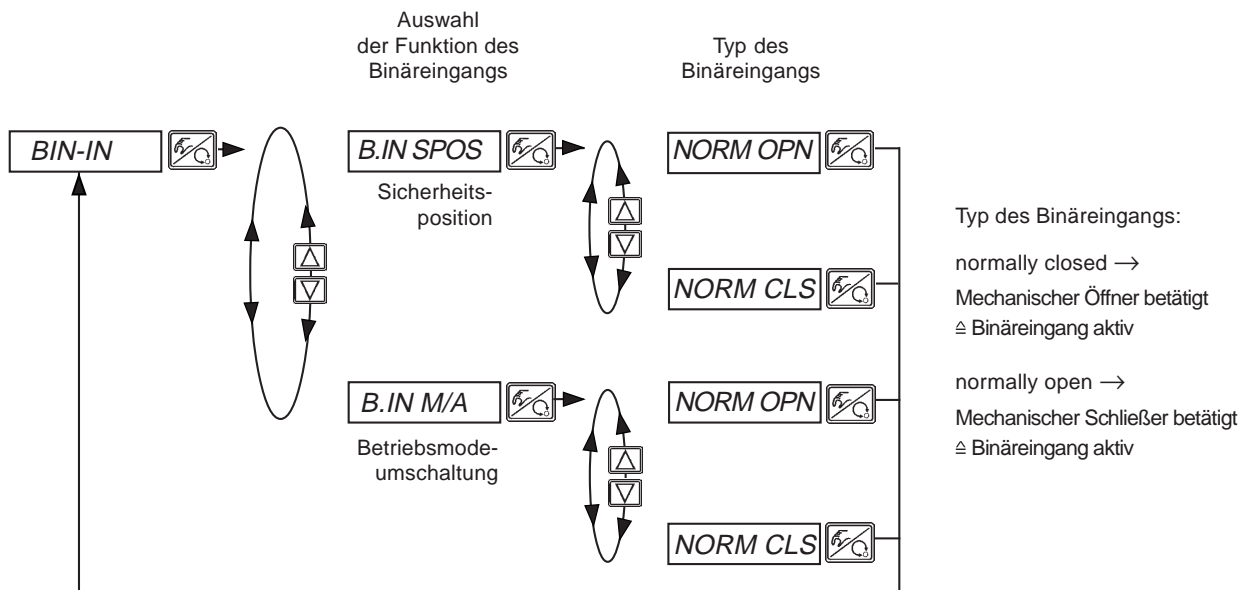 Auswahl
der Funktion des
Binäreingangs
Typ des
Binäreingangs
BIN-IN
B.IN SPOS
NORM OPN
Sicherheits-
position
NORM CLS
B.IN M/A
NORM OPN
Betriebsmode-
umschaltung
NORM CLS
Typ des Binäreingangs:
normally closed →
Mechanischer Öffner betätigt
≙ Binäreingang aktiv
normally open →
Mechanischer Schließer betätigt
≙ Binäreingang aktiv